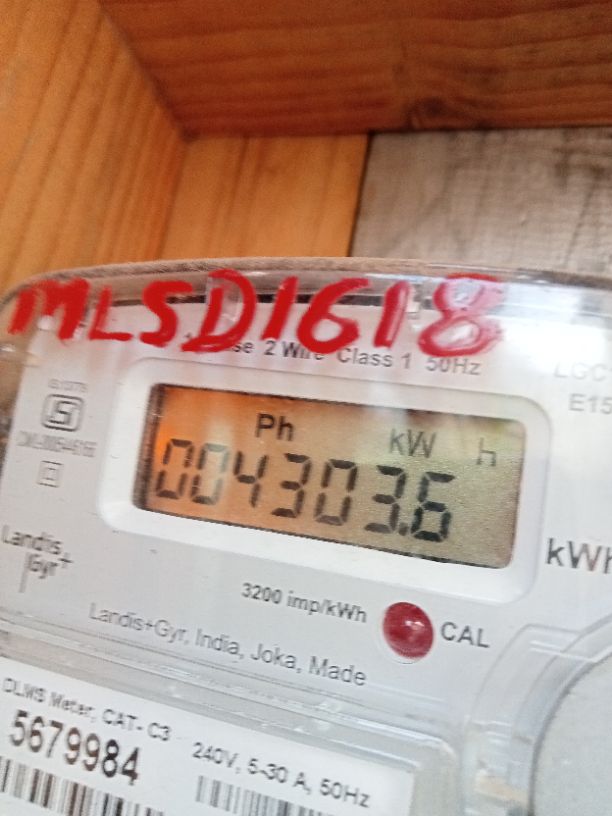 MLSD1618
2 Wire Class 1 50Hz
E15
Ph kW h
004303.6
kWh
Landis+
Gyr
3200 imp/kWh
CAL
Landis+Gyr, India, Joka, Made
DLMS Meter, CAT- C3
5679984
240V, 5-30 A, 50Hz